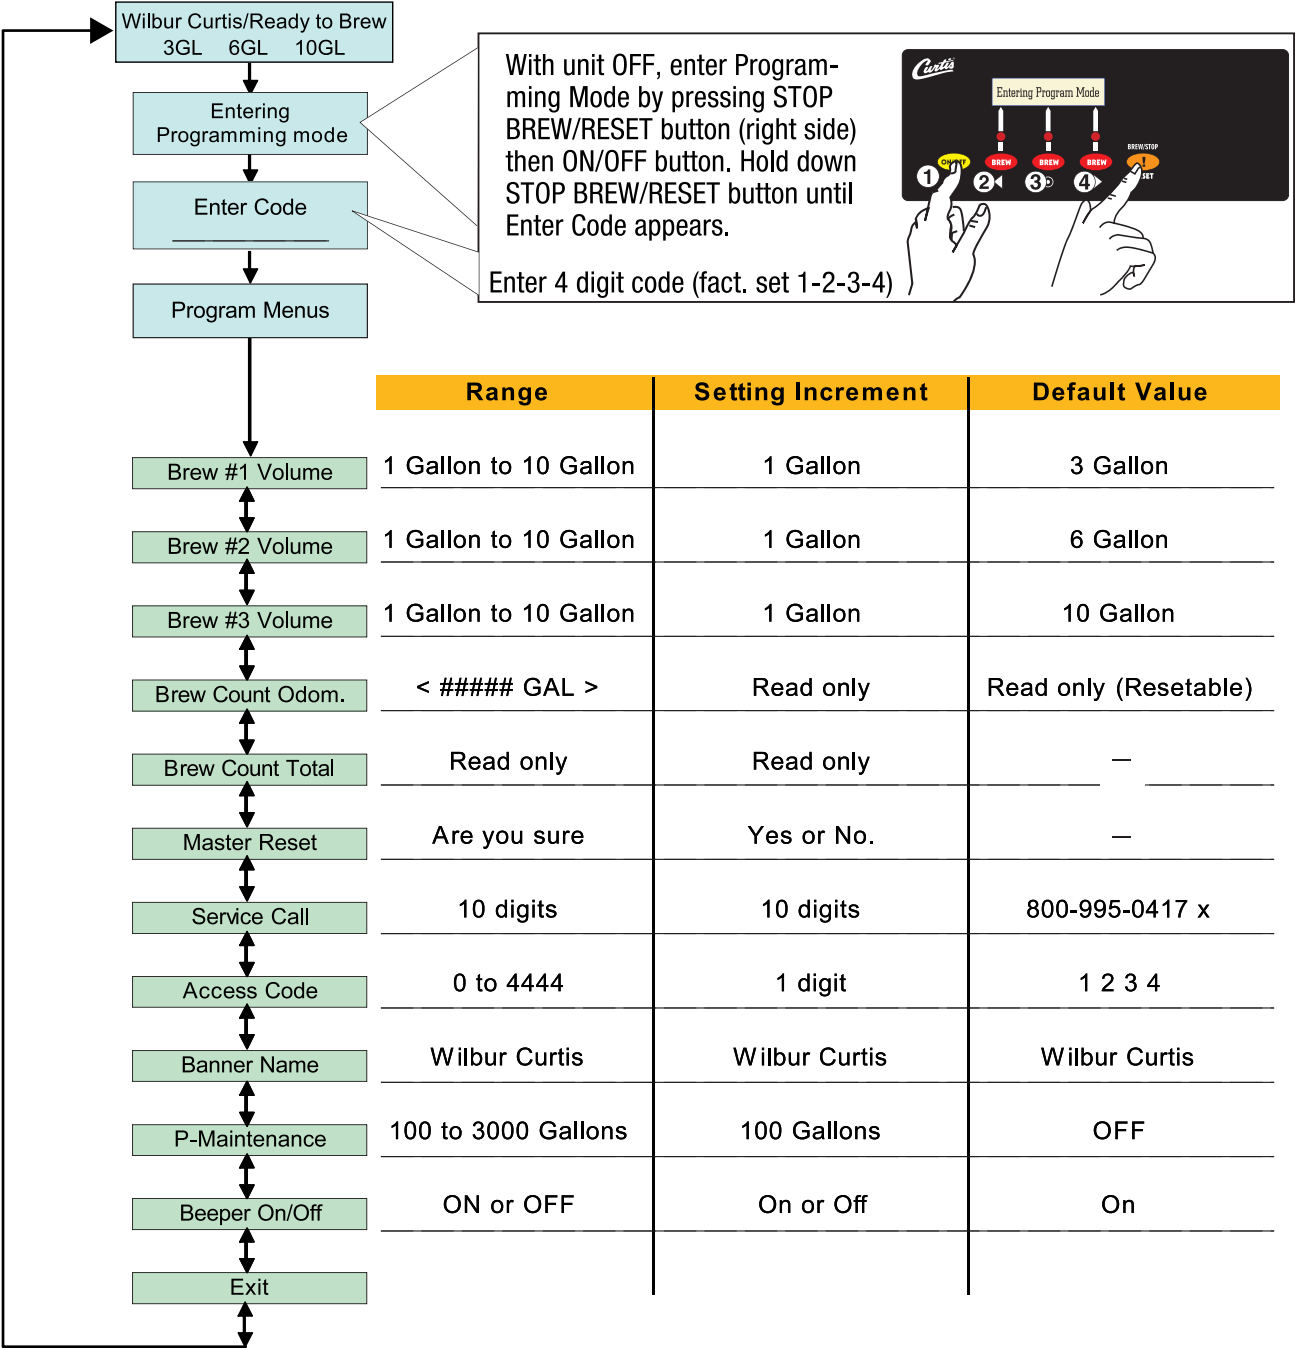 Wilbur Curtis/Ready to Brew
3GL 6GL 10GL
Entering
Programming mode
Enter Code
Program Menus
With unit OFF, enter Program-
ming Mode by pressing STOP
BREW/RESET button (right side)
then ON/OFF button. Hold down
STOP BREW/RESET button until
Enter Code appears.
Enter 4 digit code (fact. set 1-2-3-4)
Curtis
Entering Program Mode
BREW/STOP
BREW BREW BREW !
1 2 3 4
Range Setting Increment Default Value
Brew #1 Volume 1 Gallon to 10 Gallon 1 Gallon 3 Gallon
Brew #2 Volume 1 Gallon to 10 Gallon 1 Gallon 6 Gallon
Brew #3 Volume 1 Gallon to 10 Gallon 1 Gallon 10 Gallon
Brew Count Odom. < ##### GAL > Read only Read only (Resetable)
Brew Count Total Read only Read only —
Master Reset Are you sure Yes or No. —
Service Call 10 digits 10 digits 800-995-0417 x
Access Code 0 to 4444 1 digit 1 2 3 4
Banner Name Wilbur Curtis Wilbur Curtis Wilbur Curtis
P-Maintenance 100 to 3000 Gallons 100 Gallons OFF
Beeper On/Off ON or OFF On or Off On
Exit